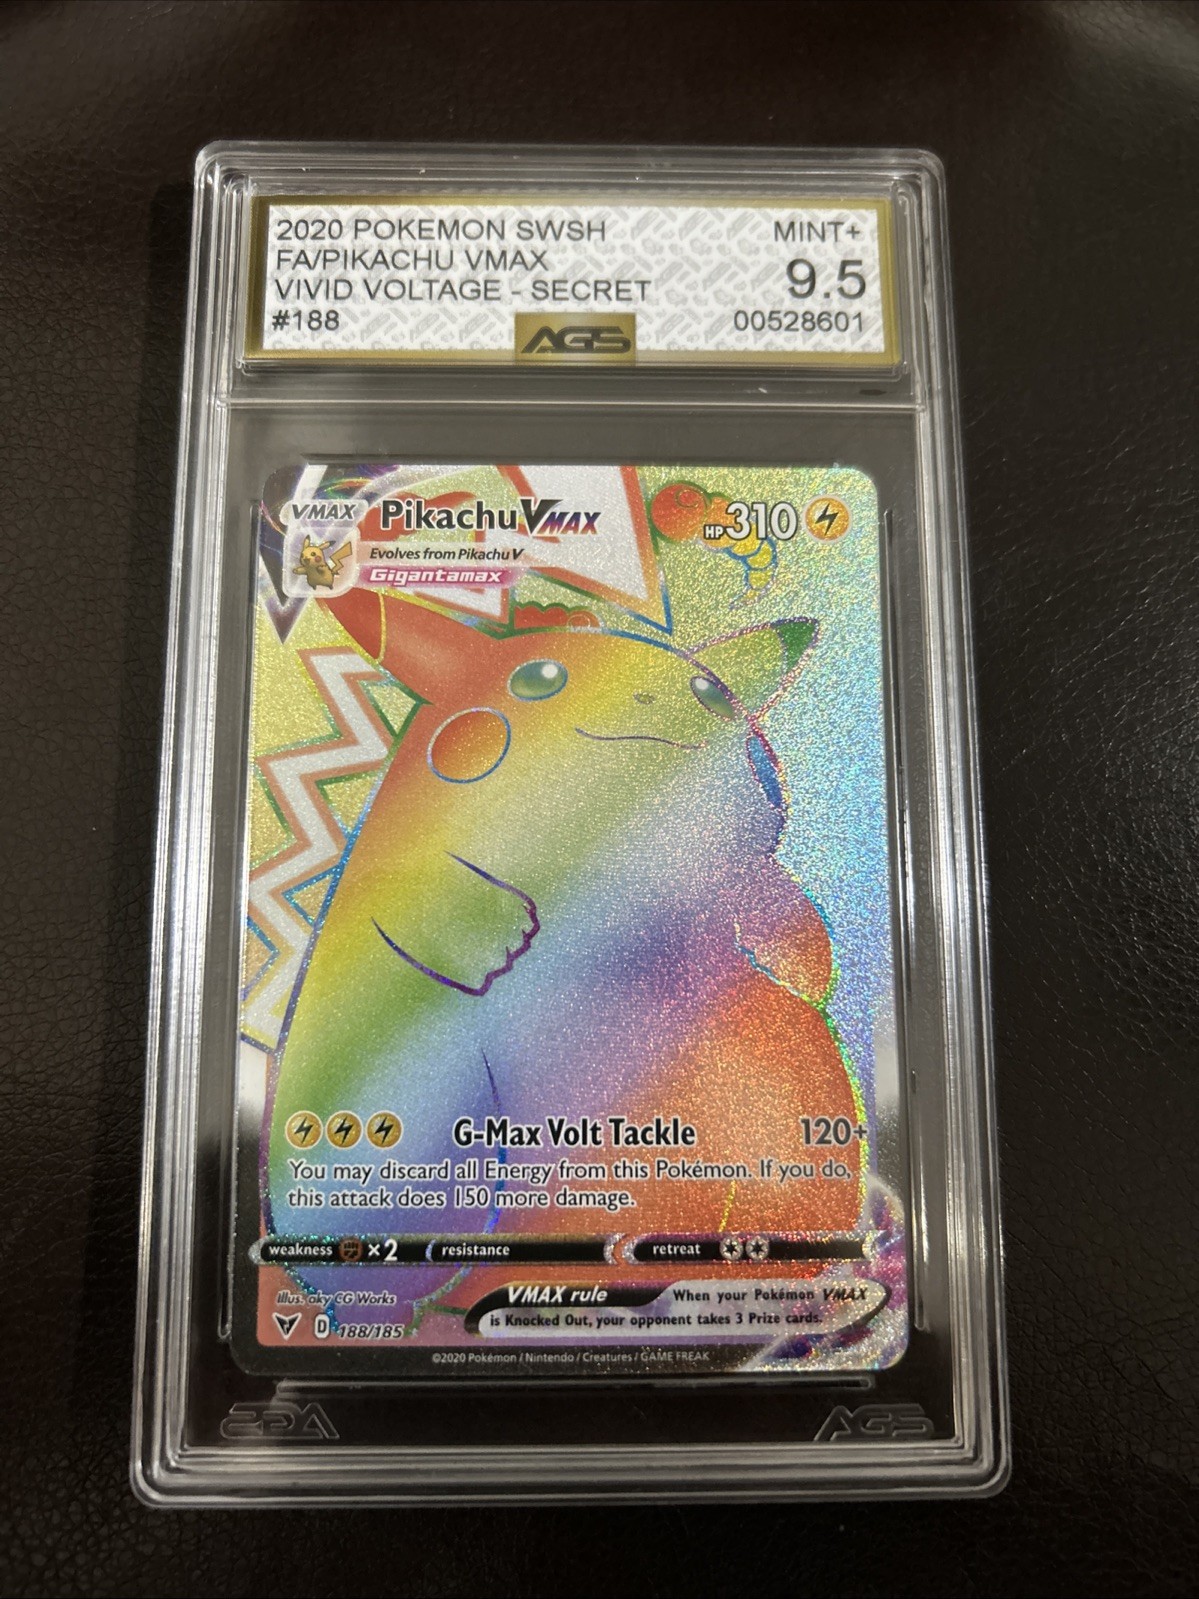 2020 POKEMON SWSH
FA/PIKACHU VMAX
VIVID VOLTAGE - SECRET
#188
MINT+
9.5
00528601
AGS
VMAX
Pikachu VMAX
HP 310
Evolves from Pikachu V
Gigantamax
G-Max Volt Tackle 120+
You may discard all Energy from this Pokémon. If you do,
this attack does 150 more damage.
weakness ×2 resistance retreat
Illus. aky CG Works
D 188/185
VMAX rule When your Pokémon VMAX
is Knocked Out, your opponent takes 3 Prize cards.
©2020 Pokémon / Nintendo / Creatures / GAME FREAK
AGS
AGS